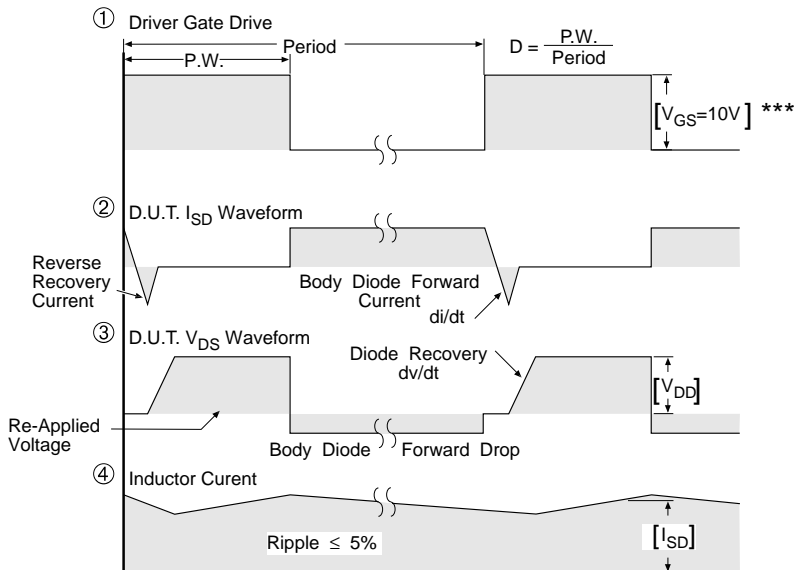 ① Driver Gate Drive
Period
P.W.
D = P.W.
Period
[VGS=10V] ***
② D.U.T. ISD Waveform
Reverse
Recovery
Current
Body Diode Forward
Current
di/dt
③ D.U.T. VDS Waveform
Diode Recovery
dv/dt
[VDD]
Re-Applied
Voltage
Body Diode Forward Drop
④ Inductor Curent
Ripple ≤ 5%
[ISD]